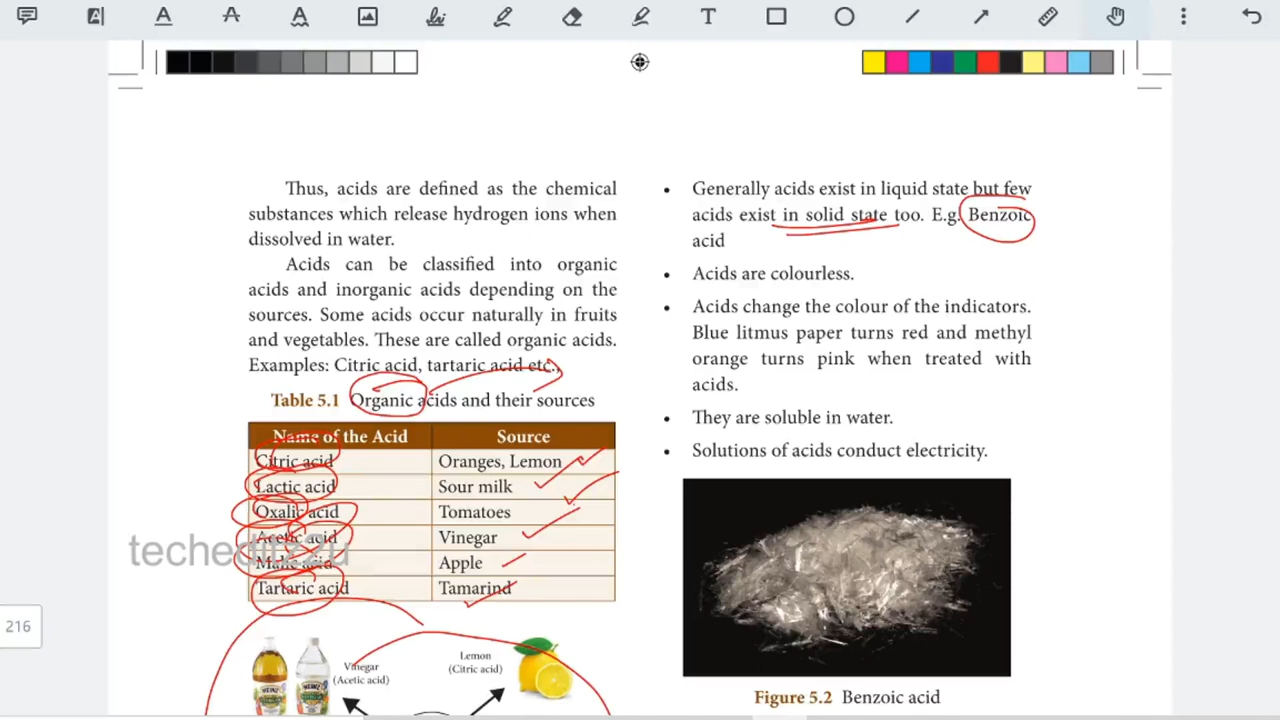 Thus, acids are defined as the chemical
substances which release hydrogen ions when
dissolved in water.
Acids can be classified into organic
acids and inorganic acids depending on the
sources. Some acids occur naturally in fruits
and vegetables. These are called organic acids.
Examples: Citric acid, tartaric acid etc.,
Table 5.1 Organic acids and their sources
Name of the Acid Source
Citric acid Oranges, Lemon
Lactic acid Sour milk
Oxalic acid Tomatoes
Acetic acid Vinegar
Malic acid Apple
Tartaric acid Tamarind
216
Vinegar
(Acetic acid)
Lemon
(Citric acid)
HEINZ
HEINZ
Generally acids exist in liquid state but few
acids exist in solid state too. E.g. Benzoic
acid
Acids are colourless.
Acids change the colour of the indicators.
Blue litmus paper turns red and methyl
orange turns pink when treated with
acids.
They are soluble in water.
Solutions of acids conduct electricity.
Figure 5.2 Benzoic acid